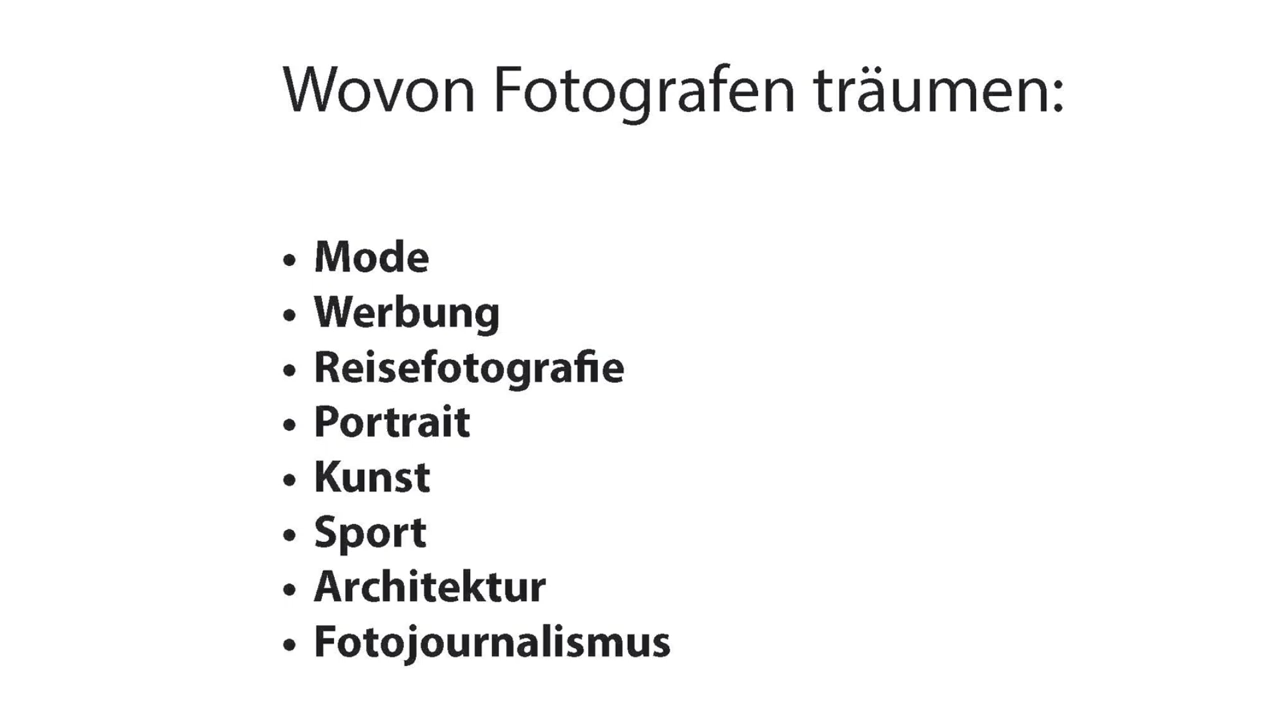 Wovon Fotografen träumen:
• Mode
• Werbung
• Reisefotografie
• Portrait
• Kunst
• Sport
• Architektur
• Fotojournalismus